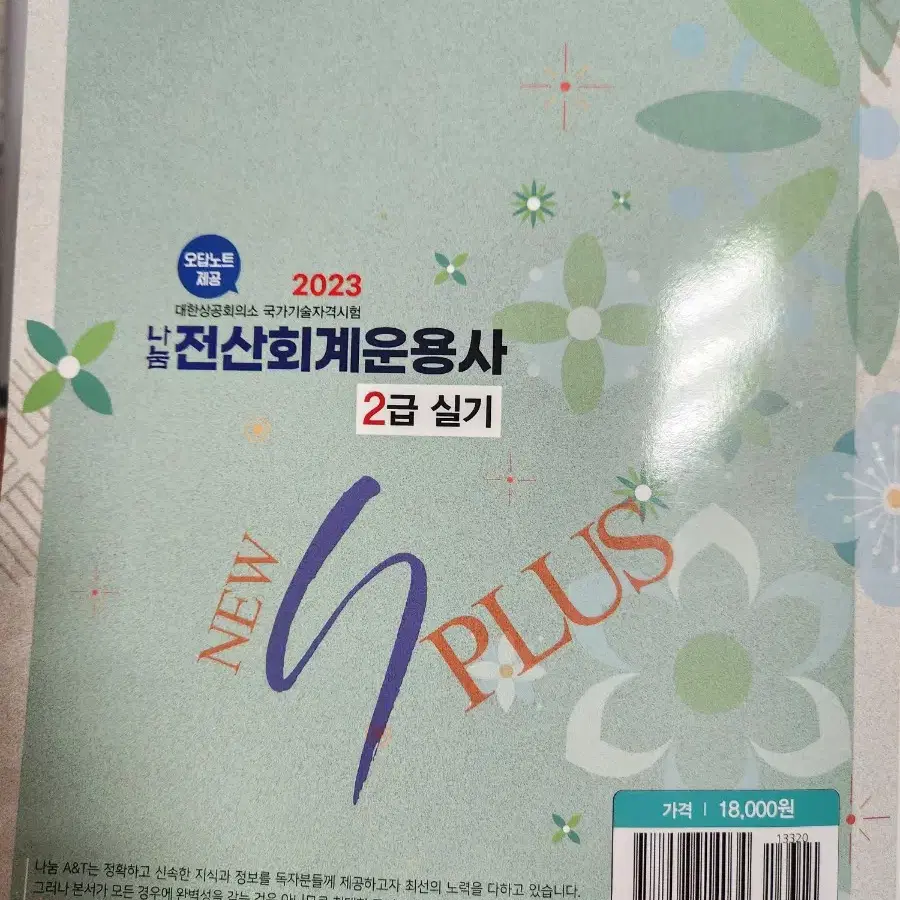 오답노트
제공
2023
대한상공회의소 국가기술자격시험
나눔 전산회계운용사
2급 실기
NEW
PLUS
가격 | 18,000원
13320
나눔 A&T는 정확하고 신속한 지식과 정보를 독자분들께 제공하고자 최선의 노력을 다하고 있습니다.
그러나 본서가 모든 경우에 완벽성을 갖는 것은 아니므로